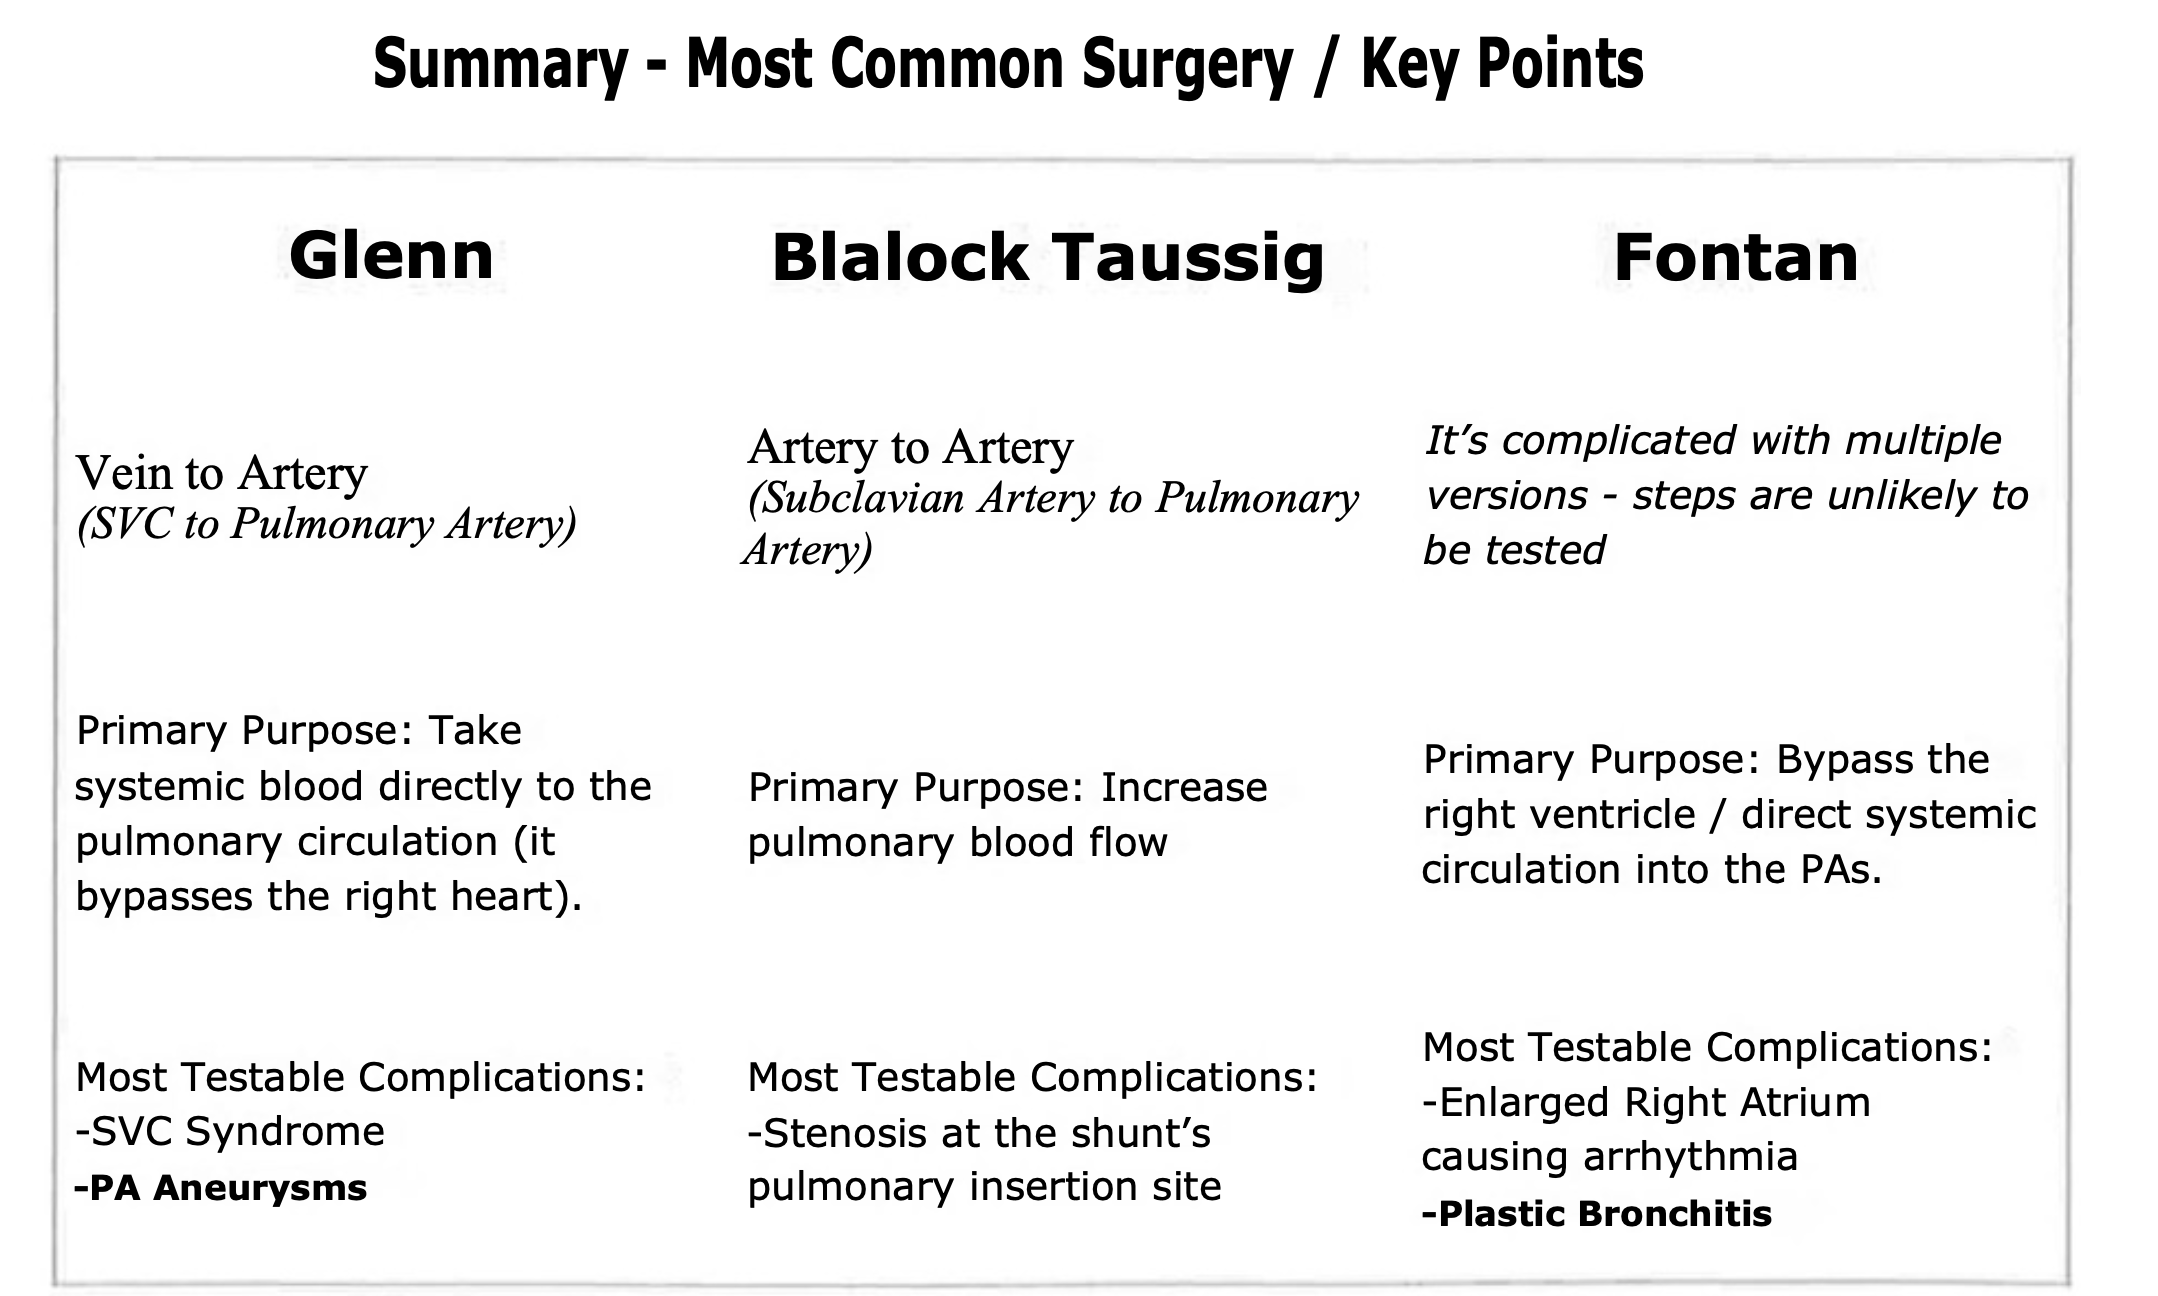 Summary - Most Common Surgery / Key Points
Glenn
Blalock Taussig
Fontan
Vein to Artery
(SVC to Pulmonary Artery)
Artery to Artery
(Subclavian Artery to Pulmonary
Artery)
It's complicated with multiple
versions - steps are unlikely to
be tested
Primary Purpose: Take
systemic blood directly to the
pulmonary circulation (it
bypasses the right heart).
Primary Purpose: Increase
pulmonary blood flow
Primary Purpose: Bypass the
right ventricle / direct systemic
circulation into the PAs.
Most Testable Complications:
-SVC Syndrome
-PA Aneurysms
Most Testable Complications:
-Stenosis at the shunt's
pulmonary insertion site
Most Testable Complications:
-Enlarged Right Atrium
causing arrhythmia
-Plastic Bronchitis